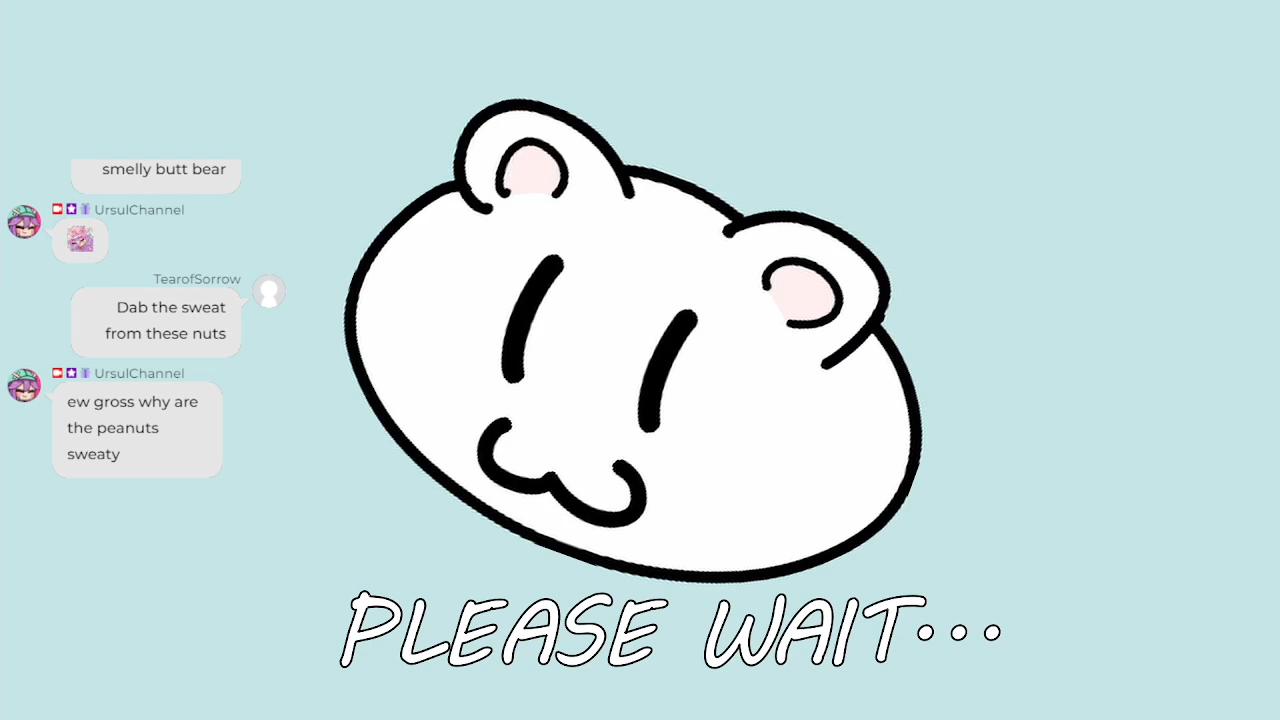 smelly butt bear
UrsulChannel
TearofSorrow
Dab the sweat
from these nuts
UrsulChannel
ew gross why are
the peanuts
sweaty
PLEASE WAIT...